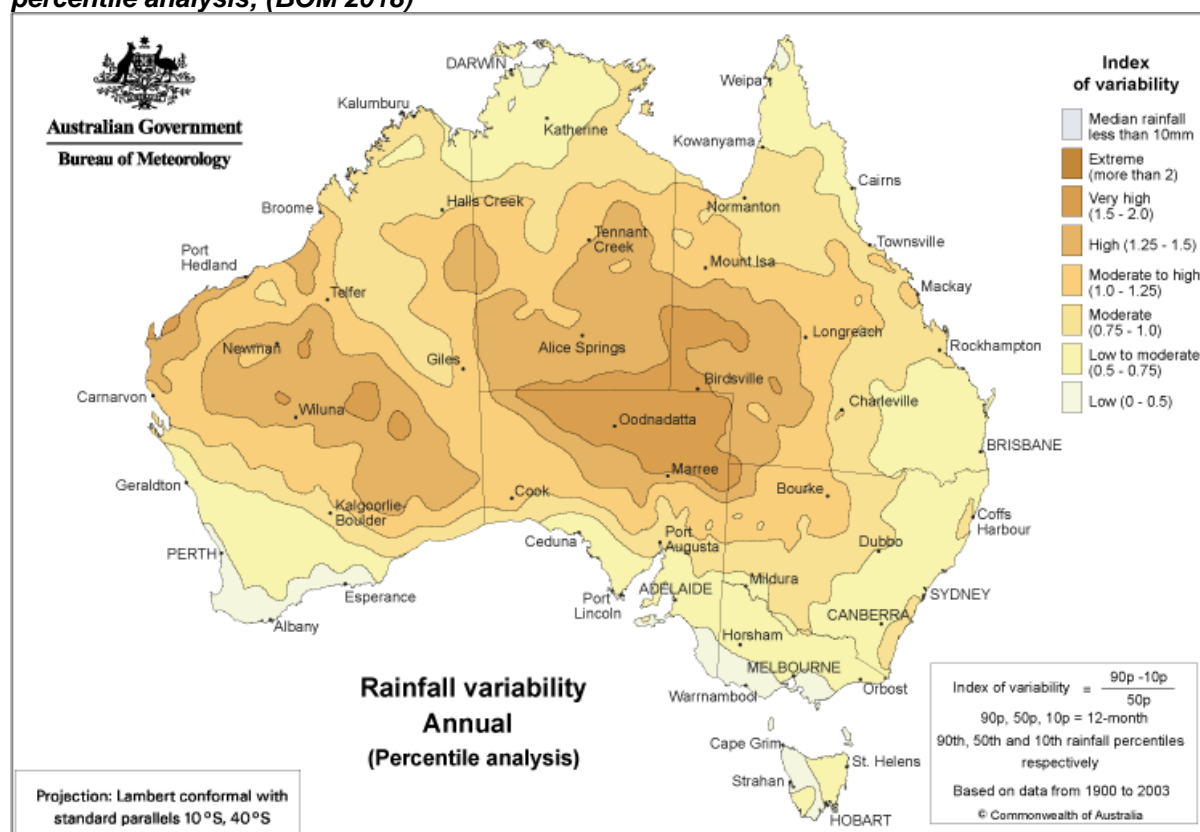 percentile analysis, (BOM 2018)
Australian Government
Bureau of Meteorology
DARWIN
Kalumburu
Katherine
Weipa
Kowanyama
Cairns
Broome
Halls Creek
Normanton
Townsville
Port
Hedland
Tennant
Creek
Mount Isa
Mackay
Telfer
Longreach
Rockhampton
Newman
Giles
Alice Springs
Birdsville
Carnarvon
Wiluna
Oodnadatta
Charleville
BRISBANE
Marree
Geraldton
Kalgoorlie-
Boulder
Cook
Bourke
Coffs
Harbour
PERTH
Ceduna
Port
Augusta
Dubbo
Esperance
Albany
Port
Lincoln
ADELAIDE
Mildura
SYDNEY
CANBERRA
Horsham
MELBOURNE
Warrnambool
Orbost
Cape Grim
St. Helens
Strahan
HOBART
Index
of variability
Median rainfall
less than 10mm
Extreme
(more than 2)
Very high
(1.5 - 2.0)
High (1.25 - 1.5)
Moderate to high
(1.0 - 1.25)
Moderate
(0.75 - 1.0)
Low to moderate
(0.5 - 0.75)
Low (0 - 0.5)
Rainfall variability
Annual
(Percentile analysis)
Projection: Lambert conformal with
standard parallels 10°S, 40°S
Index of variability = 90p -10p
50p
90p, 50p, 10p = 12-month
90th, 50th and 10th rainfall percentiles
respectively
Based on data from 1900 to 2003
© Commonwealth of Australia